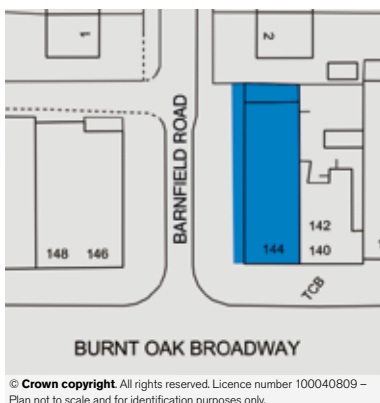 1
2
BARNFIELD ROAD
142
148 146
144 140
TCB
BURNT OAK BROADWAY
© Crown copyright. All rights reserved. Licence number 100040809 –
Plan not to scale and for identification purposes only.